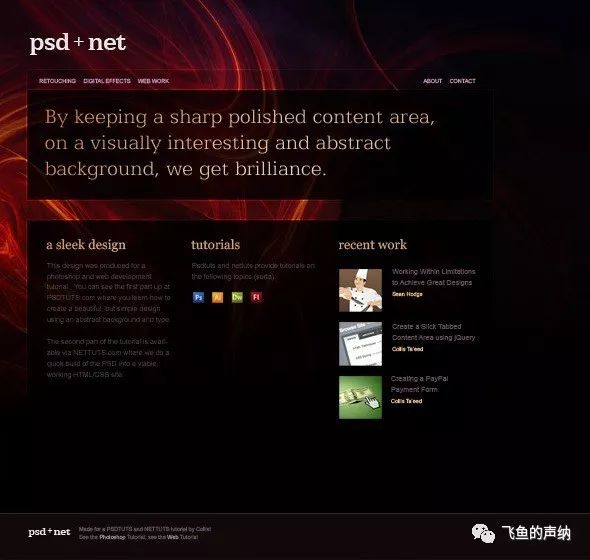 psd+net
RETOUCHING DIGITAL EFFECTS WEB WORK ABOUT CONTACT
By keeping a sharp polished content area,
on a visually interesting and abstract
background, we get brilliance.
a sleek design
This design was produced for a
photoshop and web development
tutorial. You can see the first part up at
PSDTUTS.com where you learn how to
create a beautiful, but simple design
using an abstract background and type.
The second part of the tutorial is avail-
able via NETTUTS.com where we do a
quick build of the PSD into a viable,
working HTML/CSS site.
tutorials
Psdtuts and nettuts provide tutorials on
the following topics (sorta).
Ps Ai Dw Fl
recent work
Working Within Limitations
to Achieve Great Designs
Sean Hodge
Create a Slick Tabbed
Content Area using jQuery
Collis Ta'eed
Creating a PayPal
Payment Form
Collis Ta'eed
psd+net
Made for a PSDTUTS and NETTUTS tutorial by Collis!
See the Photoshop Tutorial, see the Web Tutorial
飞鱼的声纳